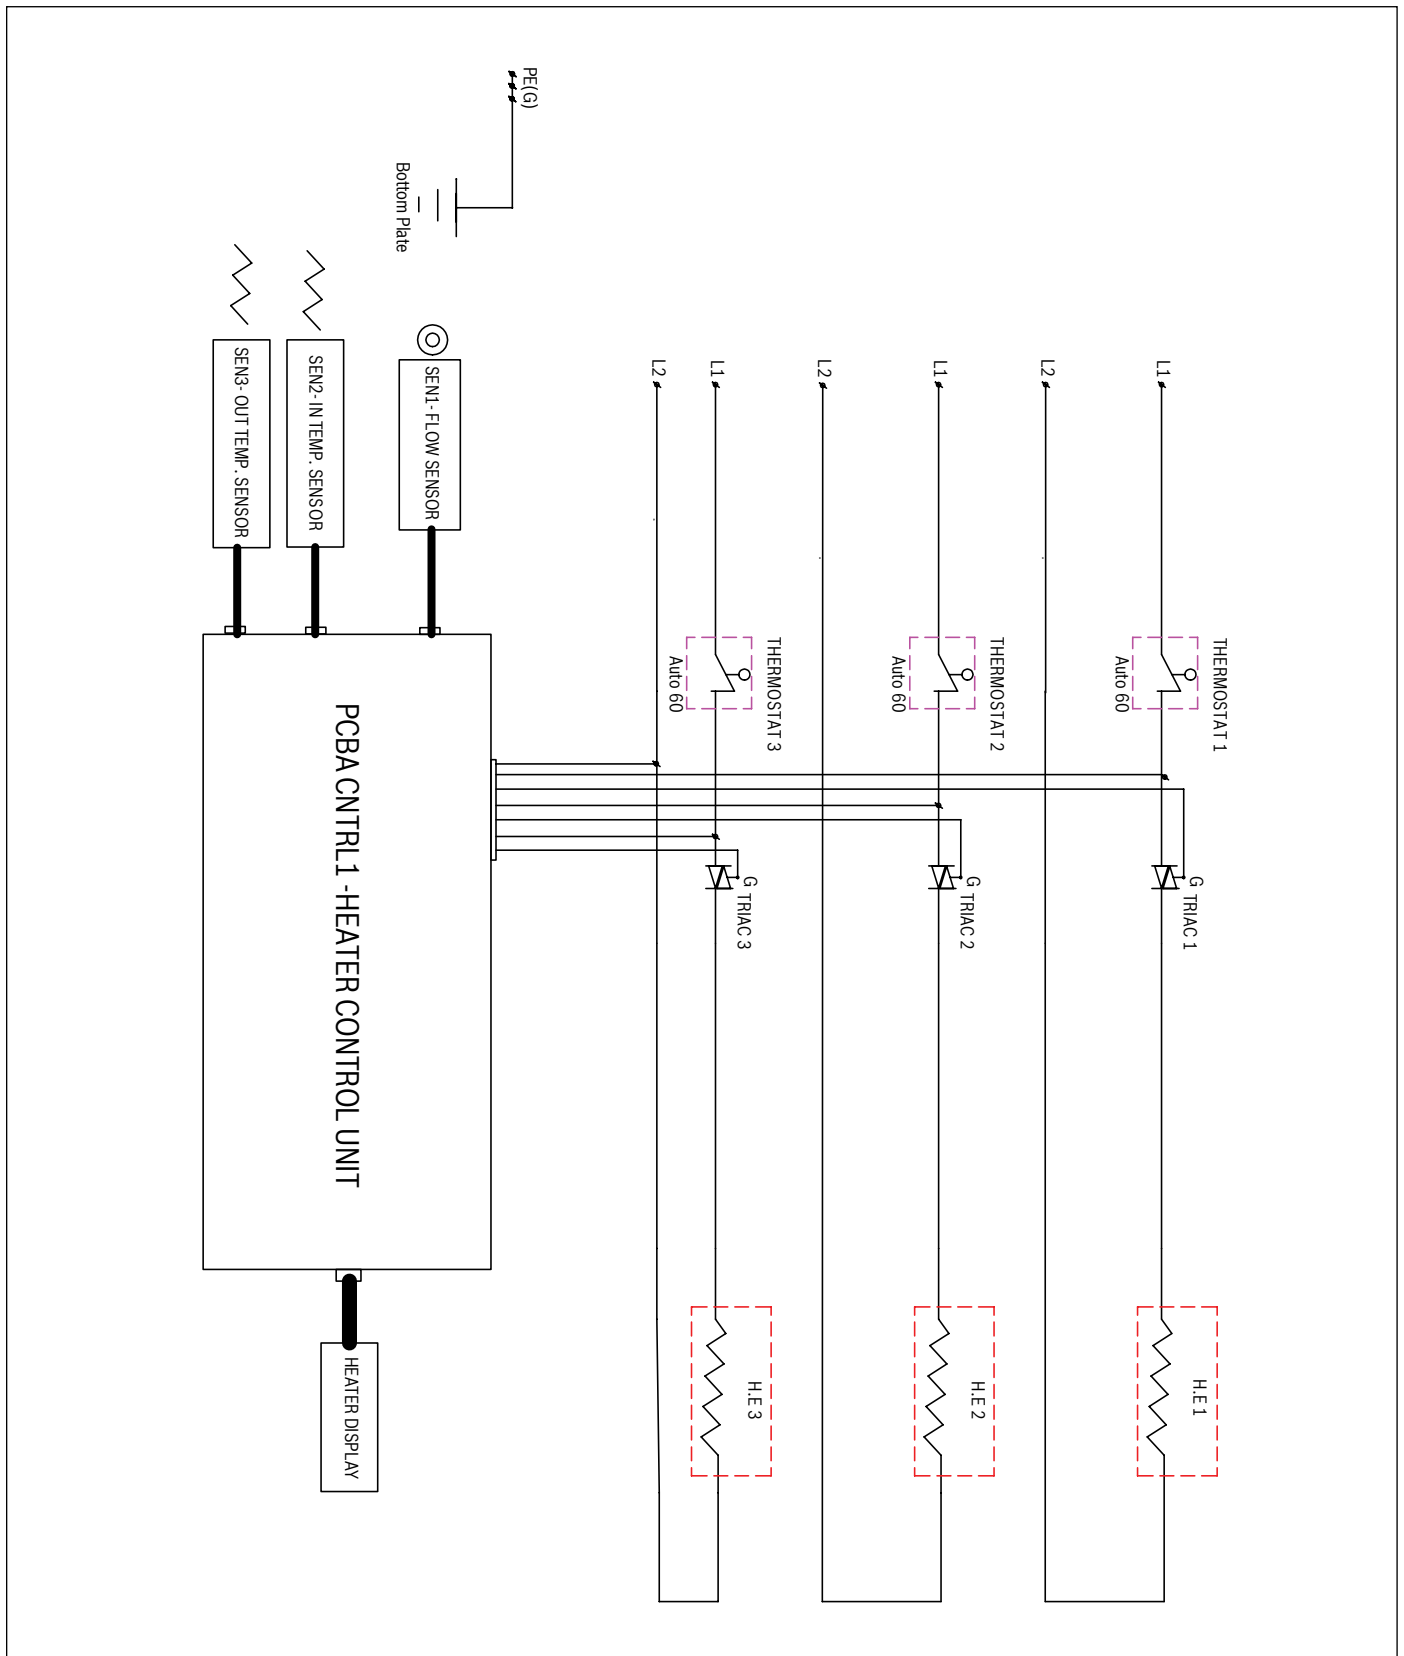 L1
THERMOSTAT 1
Auto 60
G
TRIAC 1
H.E 1
L2
L1
THERMOSTAT 2
Auto 60
G
TRIAC 2
H.E 2
L2
L1
THERMOSTAT 3
Auto 60
G
TRIAC 3
H.E 3
L2
PE(G)
Bottom Plate
SEN1- FLOW SENSOR
SEN2- IN TEMP. SENSOR
SEN3- OUT TEMP. SENSOR
PCBA CNTRL1 -HEATER CONTROL UNIT
HEATER DISPLAY